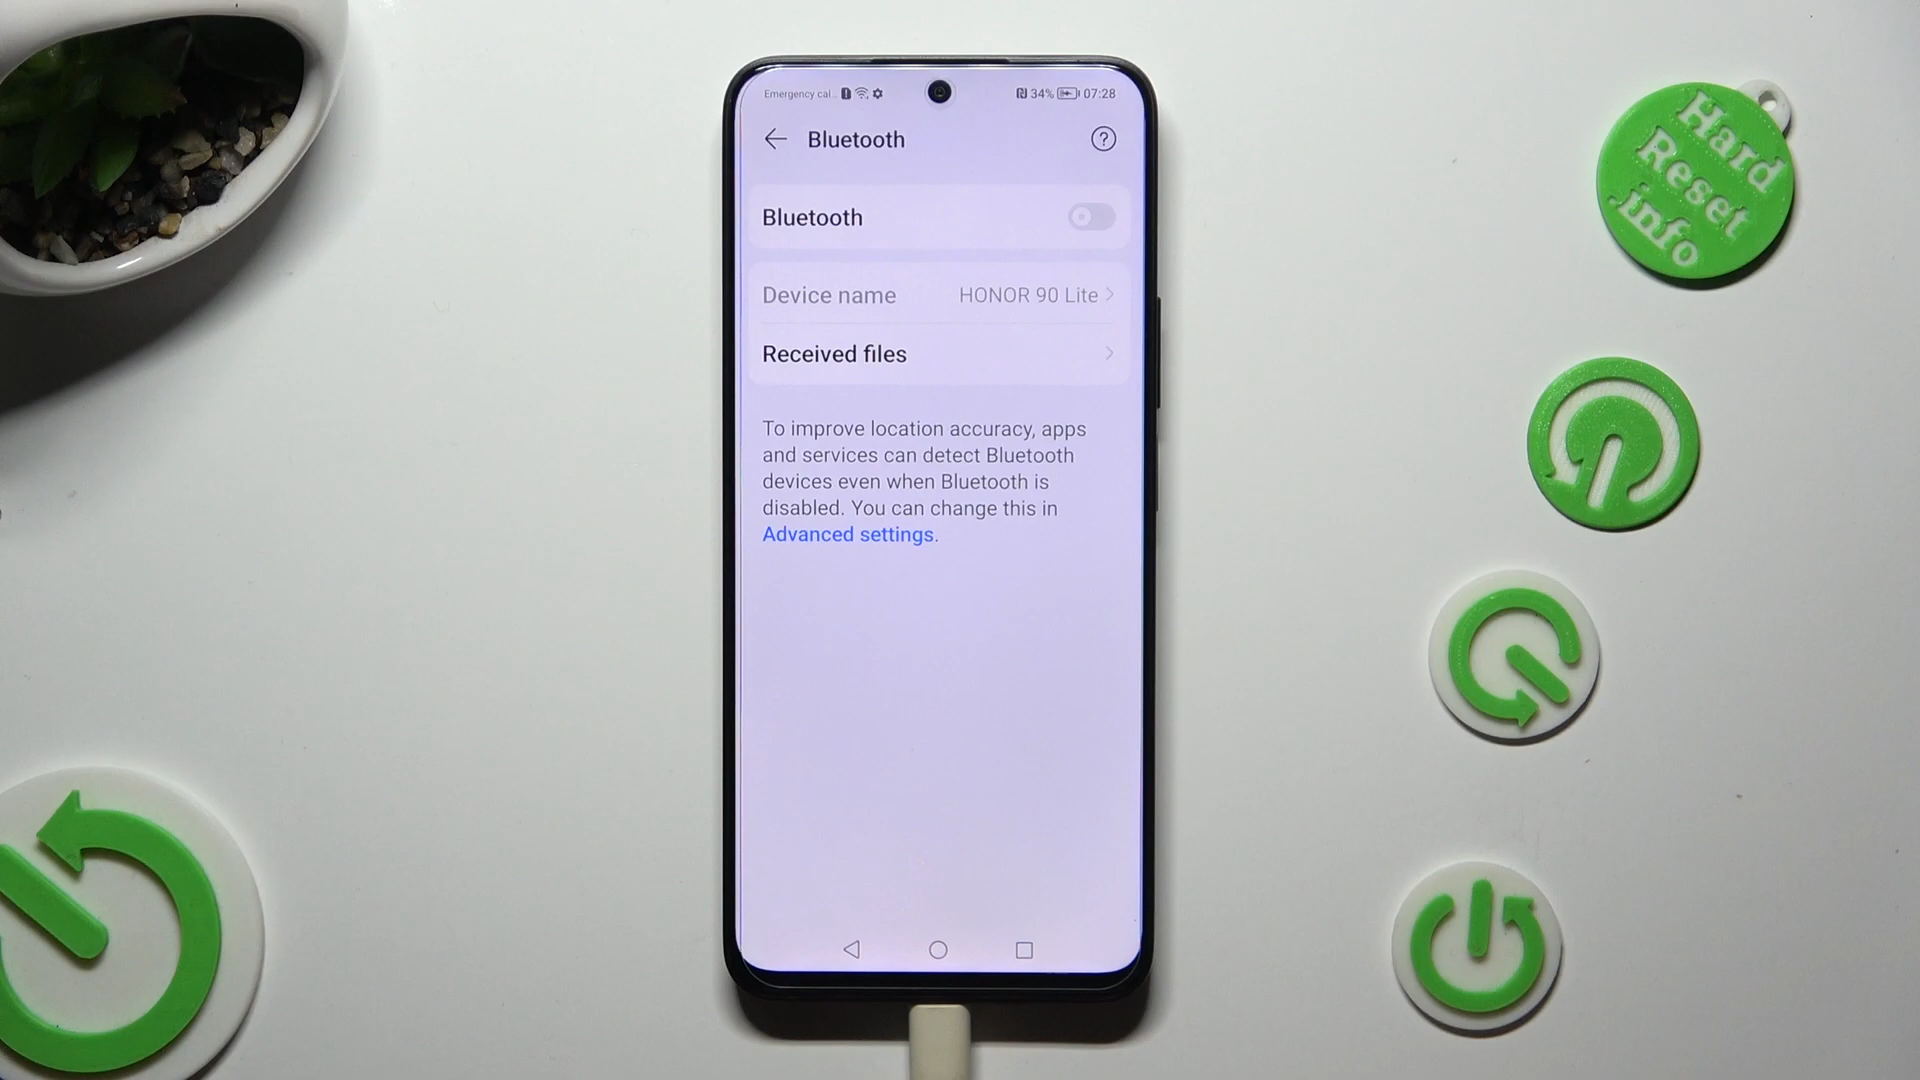 Emergency cal...
34% 07:28
Bluetooth
Bluetooth
Device name HONOR 90 Lite
Received files
To improve location accuracy, apps
and services can detect Bluetooth
devices even when Bluetooth is
disabled. You can change this in
Advanced settings.
Hard
Reset
.info